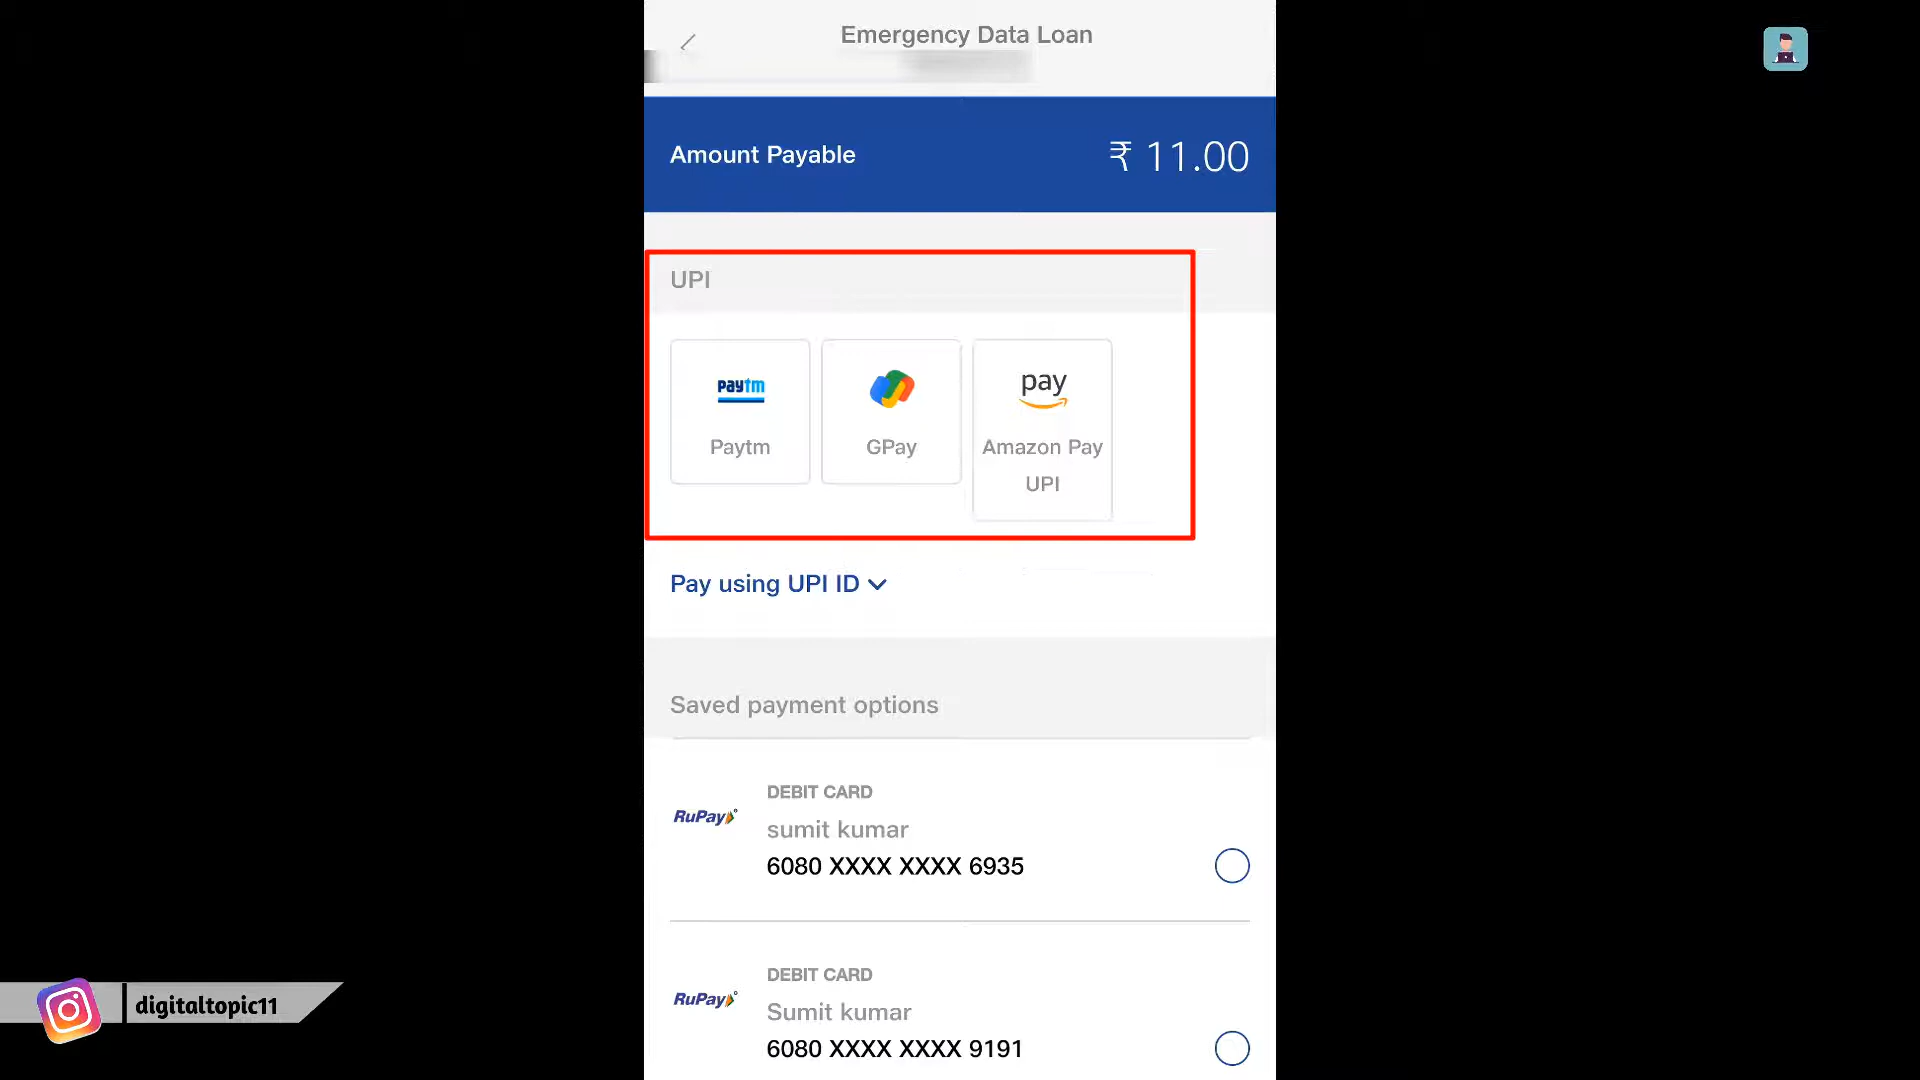 Emergency Data Loan
Amount Payable
₹ 11.00
UPI
paytm
pay
Paytm
GPay
Amazon Pay
UPI
Pay using UPI ID
Saved payment options
DEBIT CARD
RuPay
sumit kumar
6080 XXXX XXXX 6935
DEBIT CARD
RuPay
Sumit kumar
6080 XXXX XXXX 9191
digitaltopic11